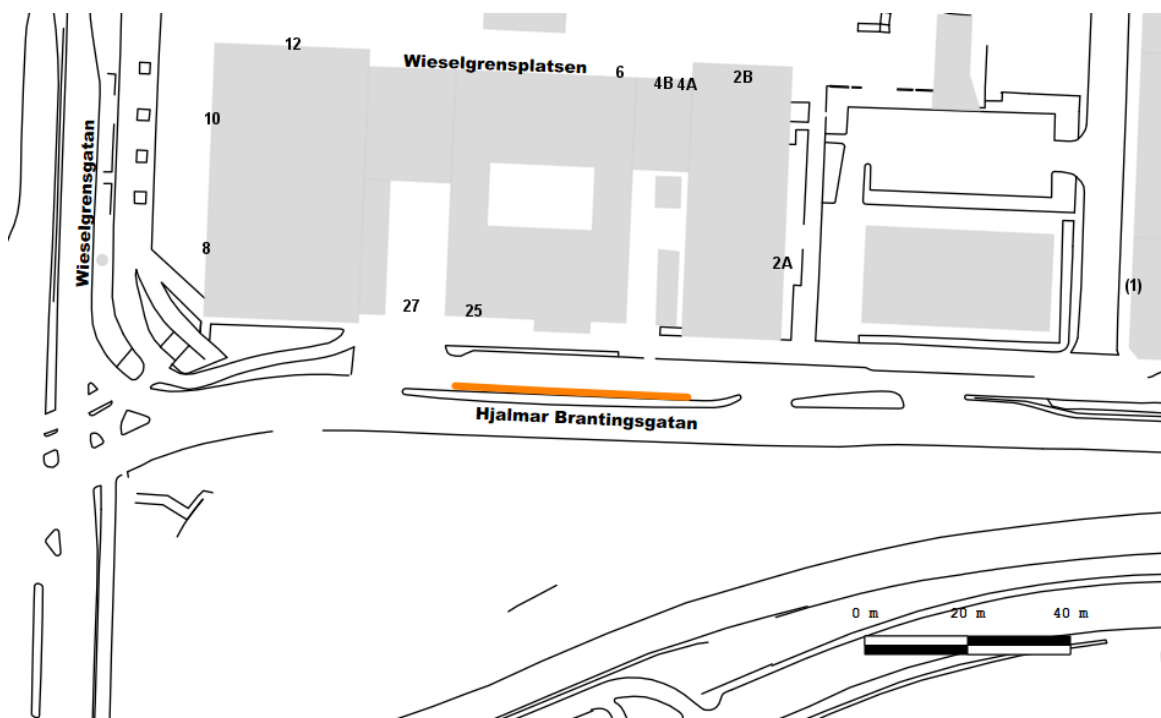 12
Wieselgrensplatsen
6
4B
4A
2B
10
Wieselgrensgatan
8
2A
27
25
(1)
Hjalmar Brantingsgatan
0 m
20 m
40 m